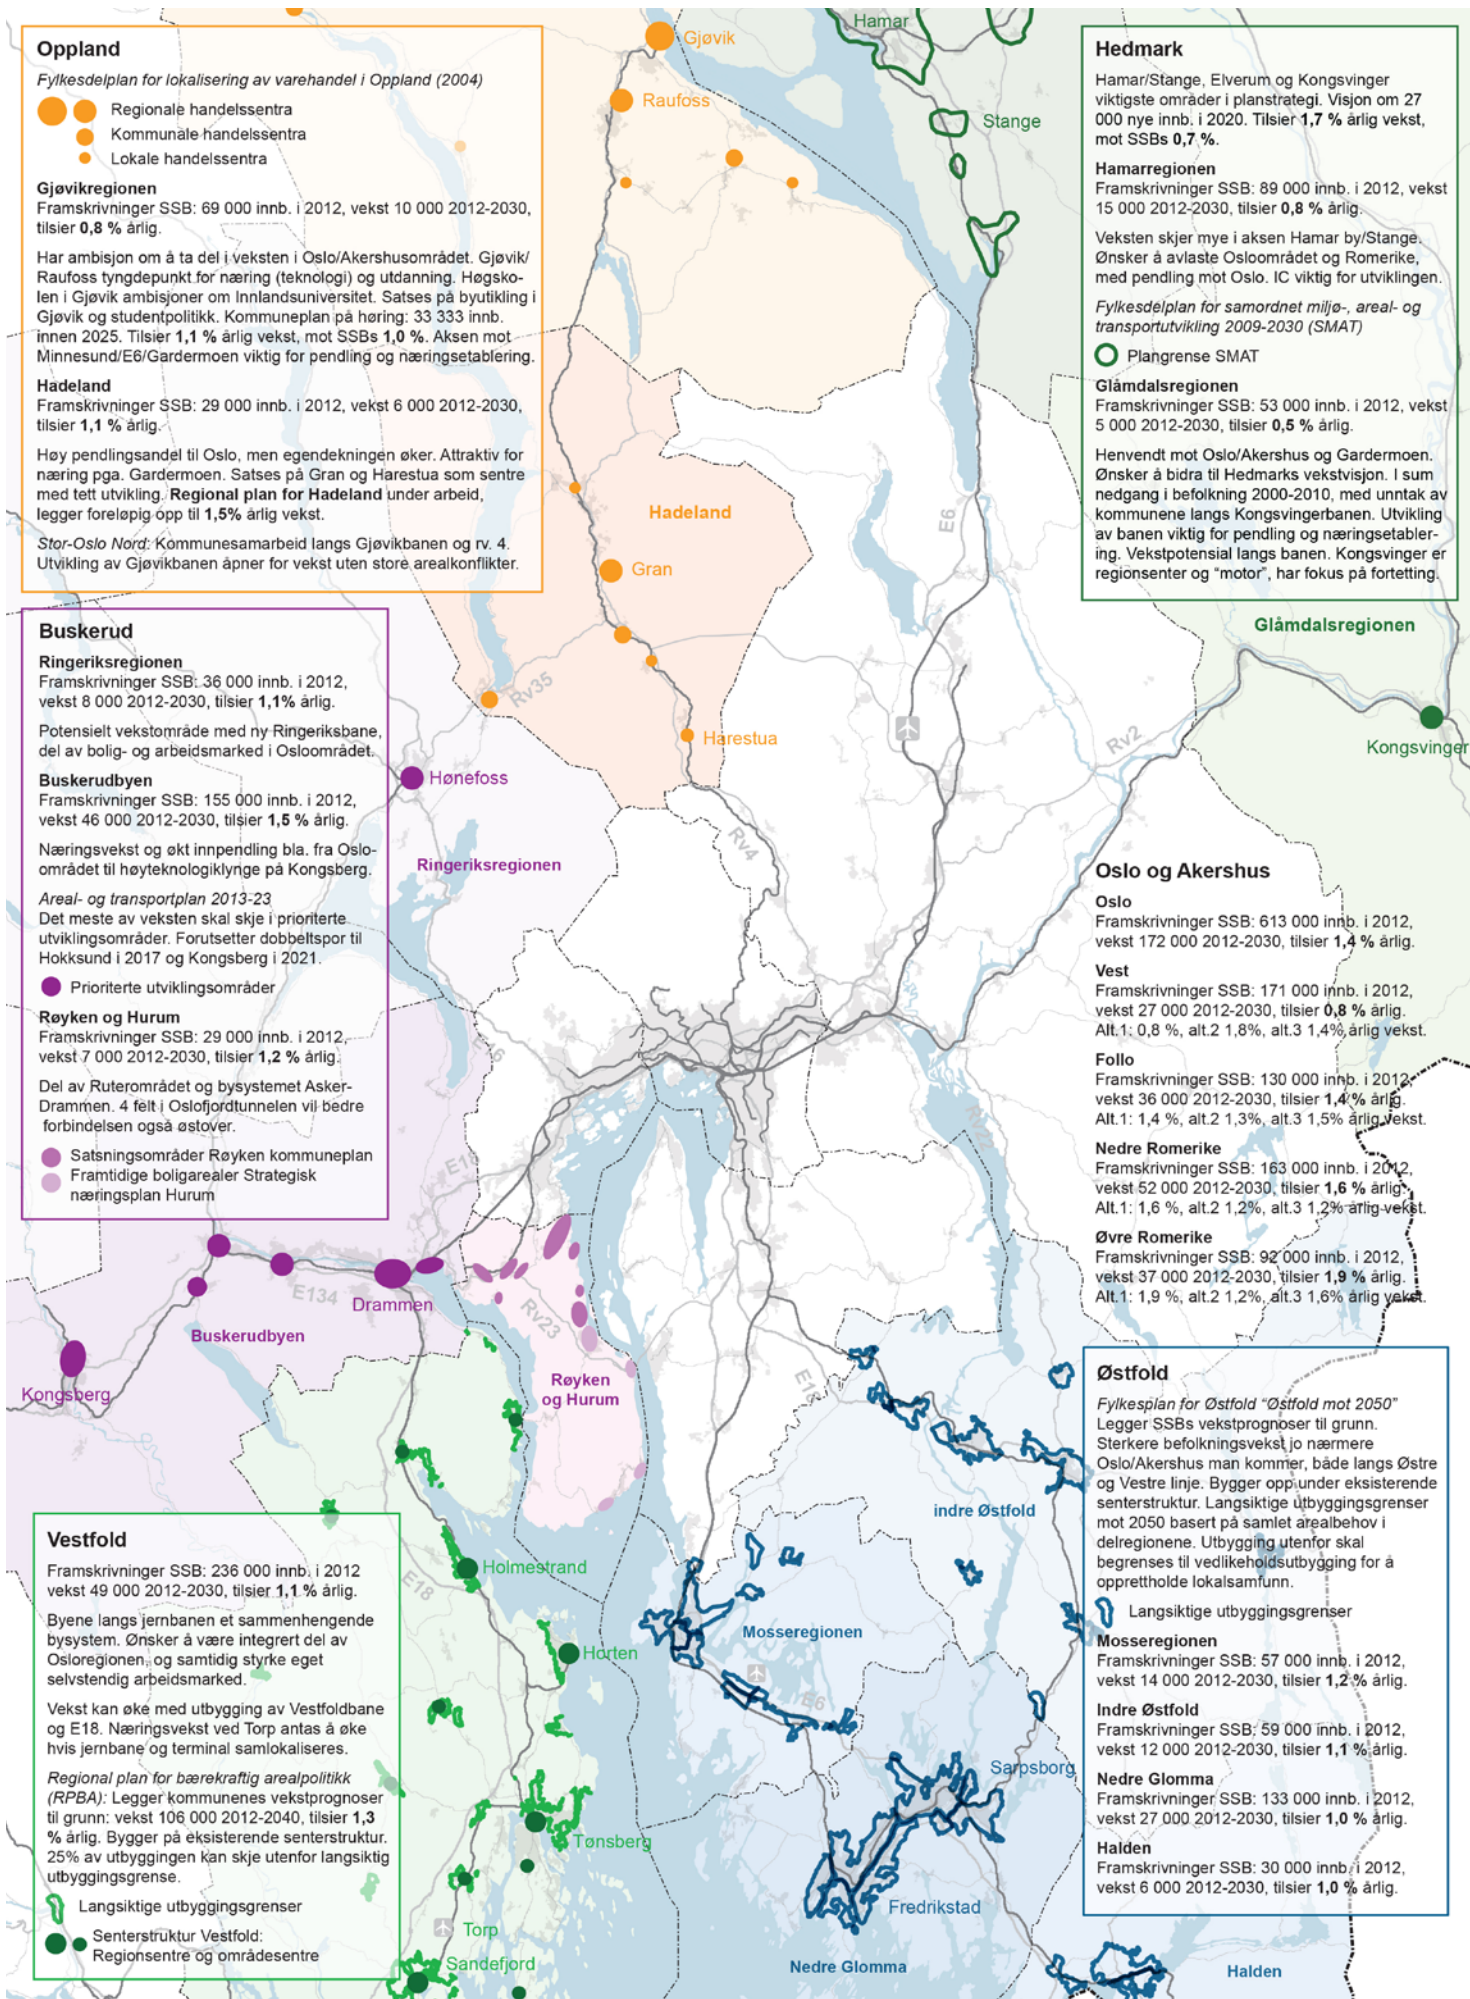 Oppland
Fylkesdelplan for lokalisering av varehandel i Oppland (2004)
Regionale handelssentra
Kommunale handelssentra
Lokale handelssentra
Gjøvikregionen
Framskrivninger SSB: 69 000 innb. i 2012, vekst 10 000 2012-2030,
tilsier 0,8 % årlig.
Har ambisjon om å ta del i veksten i Oslo/Akershusområdet. Gjøvik/
Raufoss tyngdepunkt for næring (teknologi) og utdanning. Høgsko-
len i Gjøvik ambisjoner om Innlandsuniversitet. Satses på byutikling i
Gjøvik og studentpolitikk. Kommuneplan på høring: 33 333 innb.
innen 2025. Tilsier 1,1 % årlig vekst, mot SSBs 1,0 %. Aksen mot
Minnesund/E6/Gardermoen viktig for pendling og næringsetablering.
Hadeland
Framskrivninger SSB: 29 000 innb. i 2012, vekst 6 000 2012-2030,
tilsier 1,1 % årlig.
Høy pendlingsandel til Oslo, men egendekningen øker. Attraktiv for
næring pga. Gardermoen. Satses på Gran og Harestua som sentre
med tett utvikling. Regional plan for Hadeland under arbeid,
legger foreløpig opp til 1,5% årlig vekst.
Stor-Oslo Nord: Kommunesamarbeid langs Gjøvikbanen og rv. 4.
Utvikling av Gjøvikbanen åpner for vekst uten store arealkonflikter.
Buskerud
Ringeriksregionen
Framskrivninger SSB: 36 000 innb. i 2012,
vekst 8 000 2012-2030, tilsier 1,1% årlig.
Potensielt vekstområde med ny Ringeriksbane,
del av bolig- og arbeidsmarked i Osloområdet.
Buskerudbyen
Framskrivninger SSB: 155 000 innb. i 2012,
vekst 46 000 2012-2030, tilsier 1,5 % årlig.
Næringsvekst og økt innpendling bla. fra Oslo-
området til høyteknologiklynge på Kongsberg.
Areal- og transportplan 2013-23
Det meste av veksten skal skje i prioriterte
utviklingsområder. Forutsetter dobbeltspor til
Hokksund i 2017 og Kongsberg i 2021.
Prioriterte utviklingsområder
Røyken og Hurum
Framskrivninger SSB: 29 000 innb. i 2012,
vekst 7 000 2012-2030, tilsier 1,2 % årlig.
Del av Ruterområdet og bysystemet Asker-
Drammen. 4 felt i Oslofjordtunnelen vil bedre
forbindelsen også østover.
Satsningsområder Røyken kommuneplan
Framtidige boligarealer Strategisk
næringsplan Hurum
Vestfold
Framskrivninger SSB: 236 000 innb. i 2012
vekst 49 000 2012-2030, tilsier 1,1 % årlig.
Byene langs jernbanen et sammenhengende
bysystem. Ønsker å være integrert del av
Osloregionen, og samtidig styrke eget
selvstendig arbeidsmarked.
Vekst kan øke med utbygging av Vestfoldbane
og E18. Næringsvekst ved Torp antas å øke
hvis jernbane og terminal samlokaliseres.
Regional plan for bærekraftig arealpolitikk
(RPBA): Legger kommunenes vekstprognoser
til grunn: vekst 106 000 2012-2040, tilsier 1,3
% årlig. Bygger på eksisterende senterstruktur.
25% av utbyggingen kan skje utenfor langsiktig
utbyggingsgrense.
Langsiktige utbyggingsgrenser
Senterstruktur Vestfold:
Regionsentre og områdesentre
Hedmark
Hamar/Stange, Elverum og Kongsvinger
viktigste områder i planstrategi. Visjon om 27
000 nye innb. i 2020. Tilsier 1,7 % årlig vekst,
mot SSBs 0,7 %.
Hamarregionen
Framskrivninger SSB: 89 000 innb. i 2012, vekst
15 000 2012-2030, tilsier 0,8 % årlig.
Veksten skjer mye i aksen Hamar by/Stange.
Ønsker å avlaste Osloområdet og Romerike,
med pendling mot Oslo. IC viktig for utviklingen.
Fylkesdelplan for samordnet miljø-, areal- og
transportutvikling 2009-2030 (SMAT)
Plangrense SMAT
Glåmdalsregionen
Framskrivninger SSB: 53 000 innb. i 2012, vekst
5 000 2012-2030, tilsier 0,5 % årlig.
Henvendt mot Oslo/Akershus og Gardermoen.
Ønsker å bidra til Hedmarks vekstvisjon. I sum
nedgang i befolkning 2000-2010, med unntak av
kommunene langs Kongsvingerbanen. Utvikling
av banen viktig for pendling og næringsetabler-
ing. Vekstpotensial langs banen. Kongsvinger er
regionsenter og "motor", har fokus på fortetting.
Oslo og Akershus
Oslo
Framskrivninger SSB: 613 000 innb. i 2012,
vekst 172 000 2012-2030, tilsier 1,4 % årlig.
Vest
Framskrivninger SSB: 171 000 innb. i 2012,
vekst 27 000 2012-2030, tilsier 0,8 % årlig.
Alt.1: 0,8 %, alt.2 1,8%, alt.3 1,4% årlig vekst.
Follo
Framskrivninger SSB: 130 000 innb. i 2012,
vekst 36 000 2012-2030, tilsier 1,4 % årlig.
Alt.1: 1,4 %, alt.2 1,3%, alt.3 1,5% årlig vekst.
Nedre Romerike
Framskrivninger SSB: 163 000 innb. i 2012,
vekst 52 000 2012-2030, tilsier 1,6 % årlig.
Alt.1: 1,6 %, alt.2 1,2%, alt.3 1,2% årlig vekst.
Øvre Romerike
Framskrivninger SSB: 92 000 innb. i 2012,
vekst 37 000 2012-2030, tilsier 1,9 % årlig.
Alt.1: 1,9 %, alt.2 1,2%, alt.3 1,6% årlig vekst.
Østfold
Fylkesplan for Østfold "Østfold mot 2050"
Legger SSBs vekstprognoser til grunn.
Sterkere befolkningsvekst jo nærmere
Oslo/Akershus man kommer, både langs Østre
og Vestre linje. Bygger opp under eksisterende
senterstruktur. Langsiktige utbyggingsgrenser
mot 2050 basert på samlet arealbehov i
delregionene. Utbygging utenfor skal
begrenses til vedlikeholdsutbygging for å
opprettholde lokalsamfunn.
Langsiktige utbyggingsgrenser
Mosseregionen
Framskrivninger SSB: 57 000 innb. i 2012,
vekst 14 000 2012-2030, tilsier 1,2 % årlig.
Indre Østfold
Framskrivninger SSB: 59 000 innb. i 2012,
vekst 12 000 2012-2030, tilsier 1,1 % årlig.
Nedre Glomma
Framskrivninger SSB: 133 000 innb. i 2012,
vekst 27 000 2012-2030, tilsier 1,0 % årlig.
Halden
Framskrivninger SSB: 30 000 innb. i 2012,
vekst 6 000 2012-2030, tilsier 1,0 % årlig.
Gjøvik
Hamar
Raufoss
Stange
Hadeland
E6
Gran
Glåmdalsregionen
Rv35
Harestua
Rv2
Kongsvinger
Hønefoss
Rv4
Ringeriksregionen
E18
E134
Drammen
Rv23
Buskerudbyen
Kongsberg
Røyken
og Hurum
E18
indre Østfold
Holmestrand
E18
Horten
Mosseregionen
E6
Sarpsborg
Tønsberg
Fredrikstad
Torp
Sandefjord
Nedre Glomma
Halden